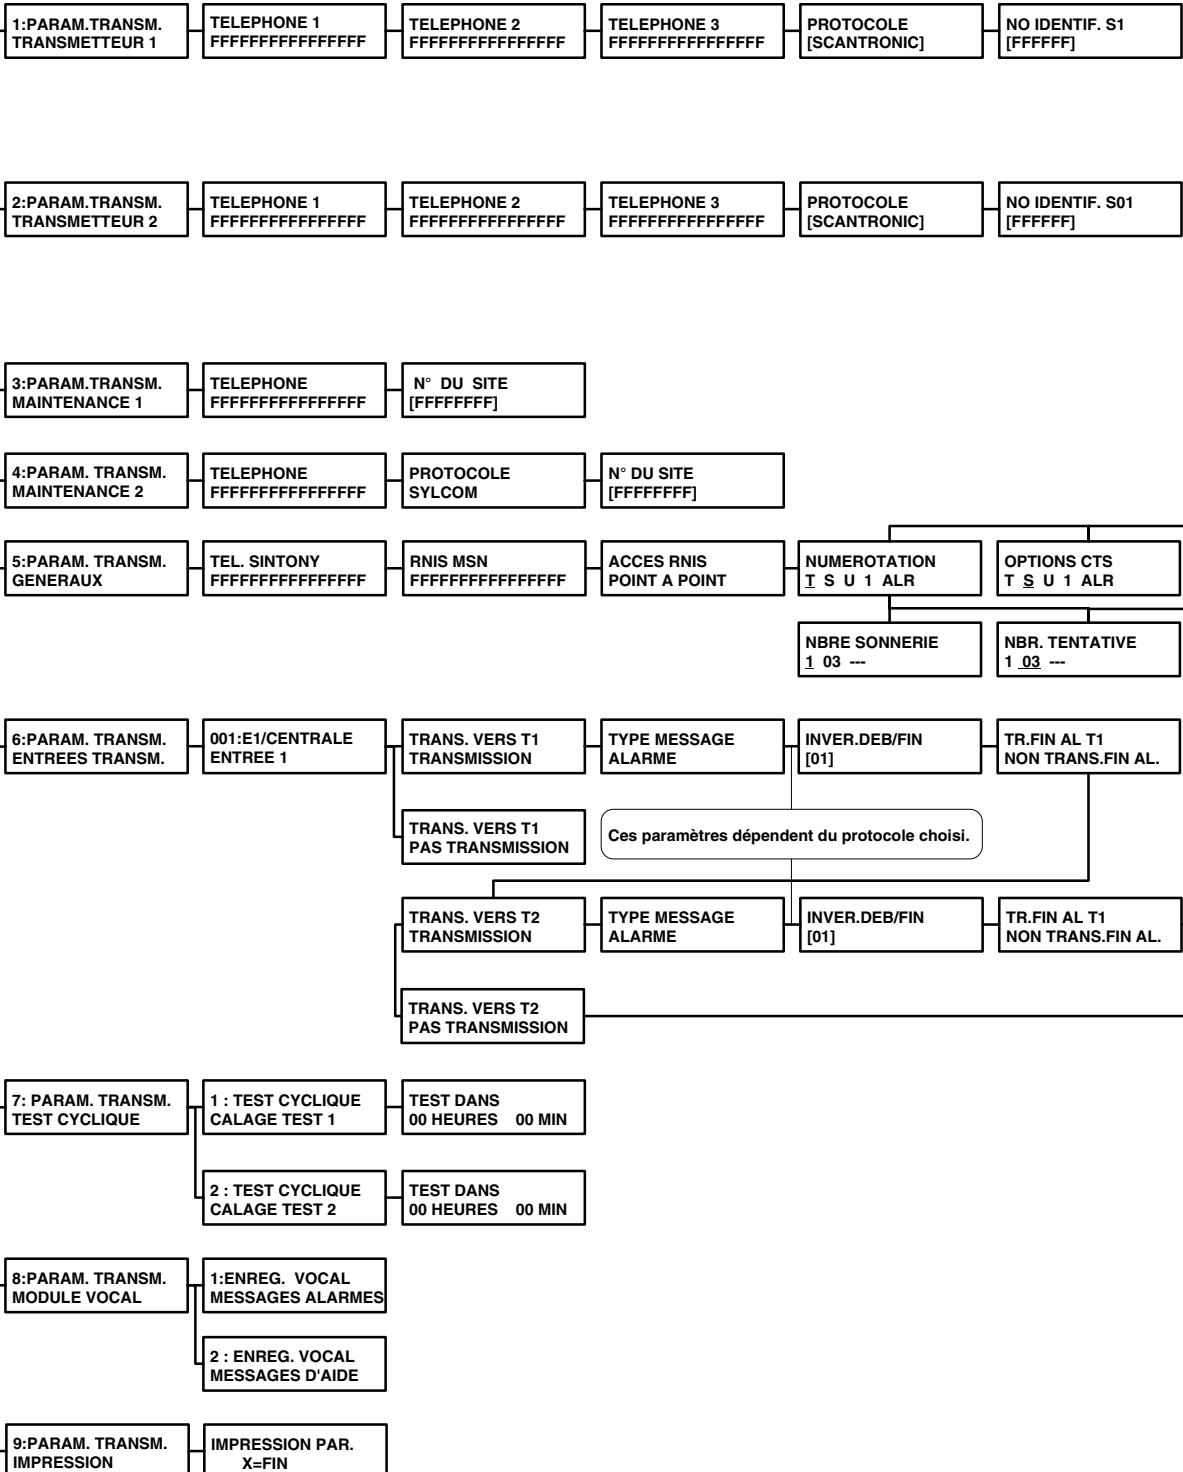 1:PARAM.TRANSM.
TRANSMETTEUR 1
TELEPHONE 1
FFFFFFFFFFFFFFFF
TELEPHONE 2
FFFFFFFFFFFFFFFF
TELEPHONE 3
FFFFFFFFFFFFFFFF
PROTOCOLE
[SCANTRONIC]
NO IDENTIF. S1
[FFFFFF]
2:PARAM.TRANSM.
TRANSMETTEUR 2
TELEPHONE 1
FFFFFFFFFFFFFFFF
TELEPHONE 2
FFFFFFFFFFFFFFFF
TELEPHONE 3
FFFFFFFFFFFFFFFF
PROTOCOLE
[SCANTRONIC]
NO IDENTIF. S01
[FFFFFF]
3:PARAM.TRANSM.
MAINTENANCE 1
TELEPHONE
FFFFFFFFFFFFFFFF
N° DU SITE
[FFFFFFFF]
4:PARAM. TRANSM.
MAINTENANCE 2
TELEPHONE
FFFFFFFFFFFFFFFF
PROTOCOLE
SYLCOM
N° DU SITE
[FFFFFFFF]
5:PARAM. TRANSM.
GENERAUX
TEL. SINTONY
FFFFFFFFFFFFFFFF
RNIS MSN
FFFFFFFFFFFFFFFF
ACCES RNIS
POINT A POINT
NUMEROTATION
T S U 1 ALR
OPTIONS CTS
T S U 1 ALR
NBRE SONNERIE
1 03 ---
NBR. TENTATIVE
1 03 ---
6:PARAM. TRANSM.
ENTREES TRANSM.
001:E1/CENTRALE
ENTREE 1
TRANS. VERS T1
TRANSMISSION
TYPE MESSAGE
ALARME
INVER.DEB/FIN
[01]
TR.FIN AL T1
NON TRANS.FIN AL.
TRANS. VERS T1
PAS TRANSMISSION
Ces paramètres dépendent du protocole choisi.
TRANS. VERS T2
TRANSMISSION
TYPE MESSAGE
ALARME
INVER.DEB/FIN
[01]
TR.FIN AL T1
NON TRANS.FIN AL.
TRANS. VERS T2
PAS TRANSMISSION
7: PARAM. TRANSM.
TEST CYCLIQUE
1 : TEST CYCLIQUE
CALAGE TEST 1
TEST DANS
00 HEURES 00 MIN
2 : TEST CYCLIQUE
CALAGE TEST 2
TEST DANS
00 HEURES 00 MIN
8:PARAM. TRANSM.
MODULE VOCAL
1:ENREG. VOCAL
MESSAGES ALARMES
2 : ENREG. VOCAL
MESSAGES D'AIDE
9:PARAM. TRANSM.
IMPRESSION
IMPRESSION PAR.
X=FIN